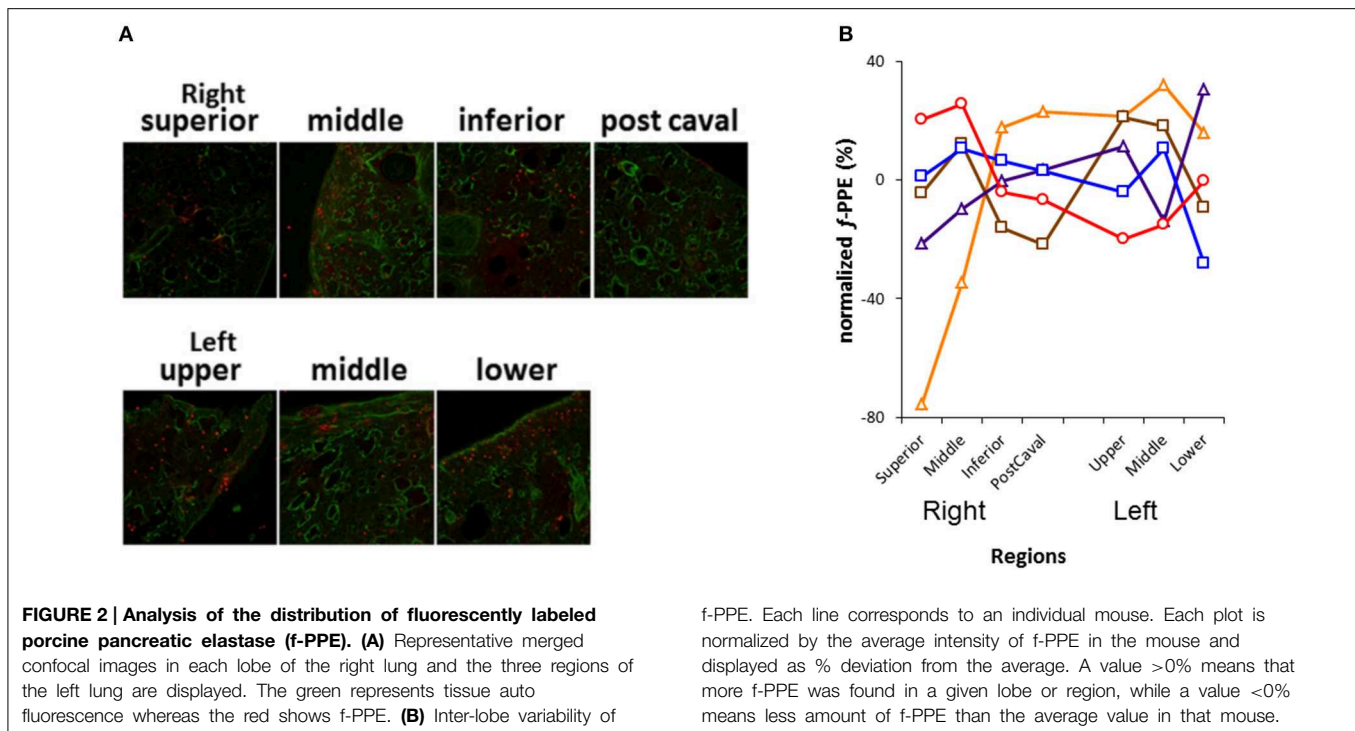 A
Right
superior
middle
inferior
post caval
Left
upper
middle
lower
B
40
0
-40
-80
normalized f-PPE (%)
Superior
Middle
Inferior
PostCaval
Upper
Middle
Lower
Right
Left
Regions
FIGURE 2 | Analysis of the distribution of fluorescently labeled
porcine pancreatic elastase (f-PPE). (A) Representative merged
confocal images in each lobe of the right lung and the three regions of
the left lung are displayed. The green represents tissue auto
fluorescence whereas the red shows f-PPE. (B) Inter-lobe variability of
f-PPE. Each line corresponds to an individual mouse. Each plot is
normalized by the average intensity of f-PPE in the mouse and
displayed as % deviation from the average. A value >0% means that
more f-PPE was found in a given lobe or region, while a value <0%
means less amount of f-PPE than the average value in that mouse.